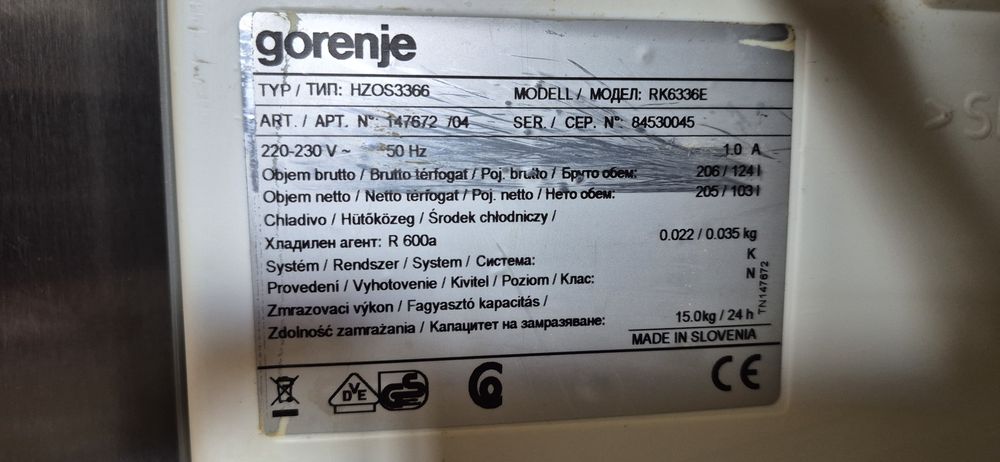 gorenje
TYP / ТИП: HZOS3366 MODELL / МОДЕЛ: RK6336E
ART. / АРТ. N°: 147672 /04 SER. / СЕР. N°: 84530045
220-230 V ~ 50 Hz 1.0 A
Objem brutto / Brutto térfogat / Poj. brutto / Бруто обем: 206 / 124 l
Objem netto / Netto térfogat / Poj. netto / Нето обем: 205 / 103 l
Chladivo / Hütőközeg / Środek chłodniczy /
Хладилен агент: R 600a 0.022 / 0.035 kg
Systém / Rendszer / System / Система: K
Provedení / Vyhotovenie / Kivitel / Poziom / Клас: N
Zmrazovací výkon / Fagyasztó kapacitás /
Zdolność zamrażania / Капацитет на замразяване: 15.0kg / 24 h
TN147672
MADE IN SLOVENIA
DVE GS CE